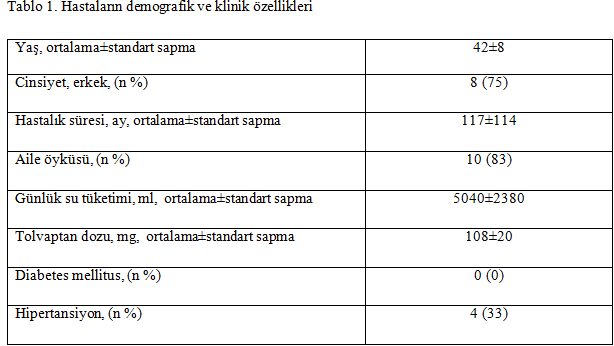 Tablo 1. Hastaların demografik ve klinik özellikleri
Yaş, ortalama±standart sapma 42±8
Cinsiyet, erkek, (n %) 8 (75)
Hastalık süresi, ay, ortalama±standart sapma 117±114
Aile öyküsü, (n %) 10 (83)
Günlük su tüketimi, ml, ortalama±standart sapma 5040±2380
Tolvaptan dozu, mg, ortalama±standart sapma 108±20
Diabetes mellitus, (n %) 0 (0)
Hipertansiyon, (n %) 4 (33)